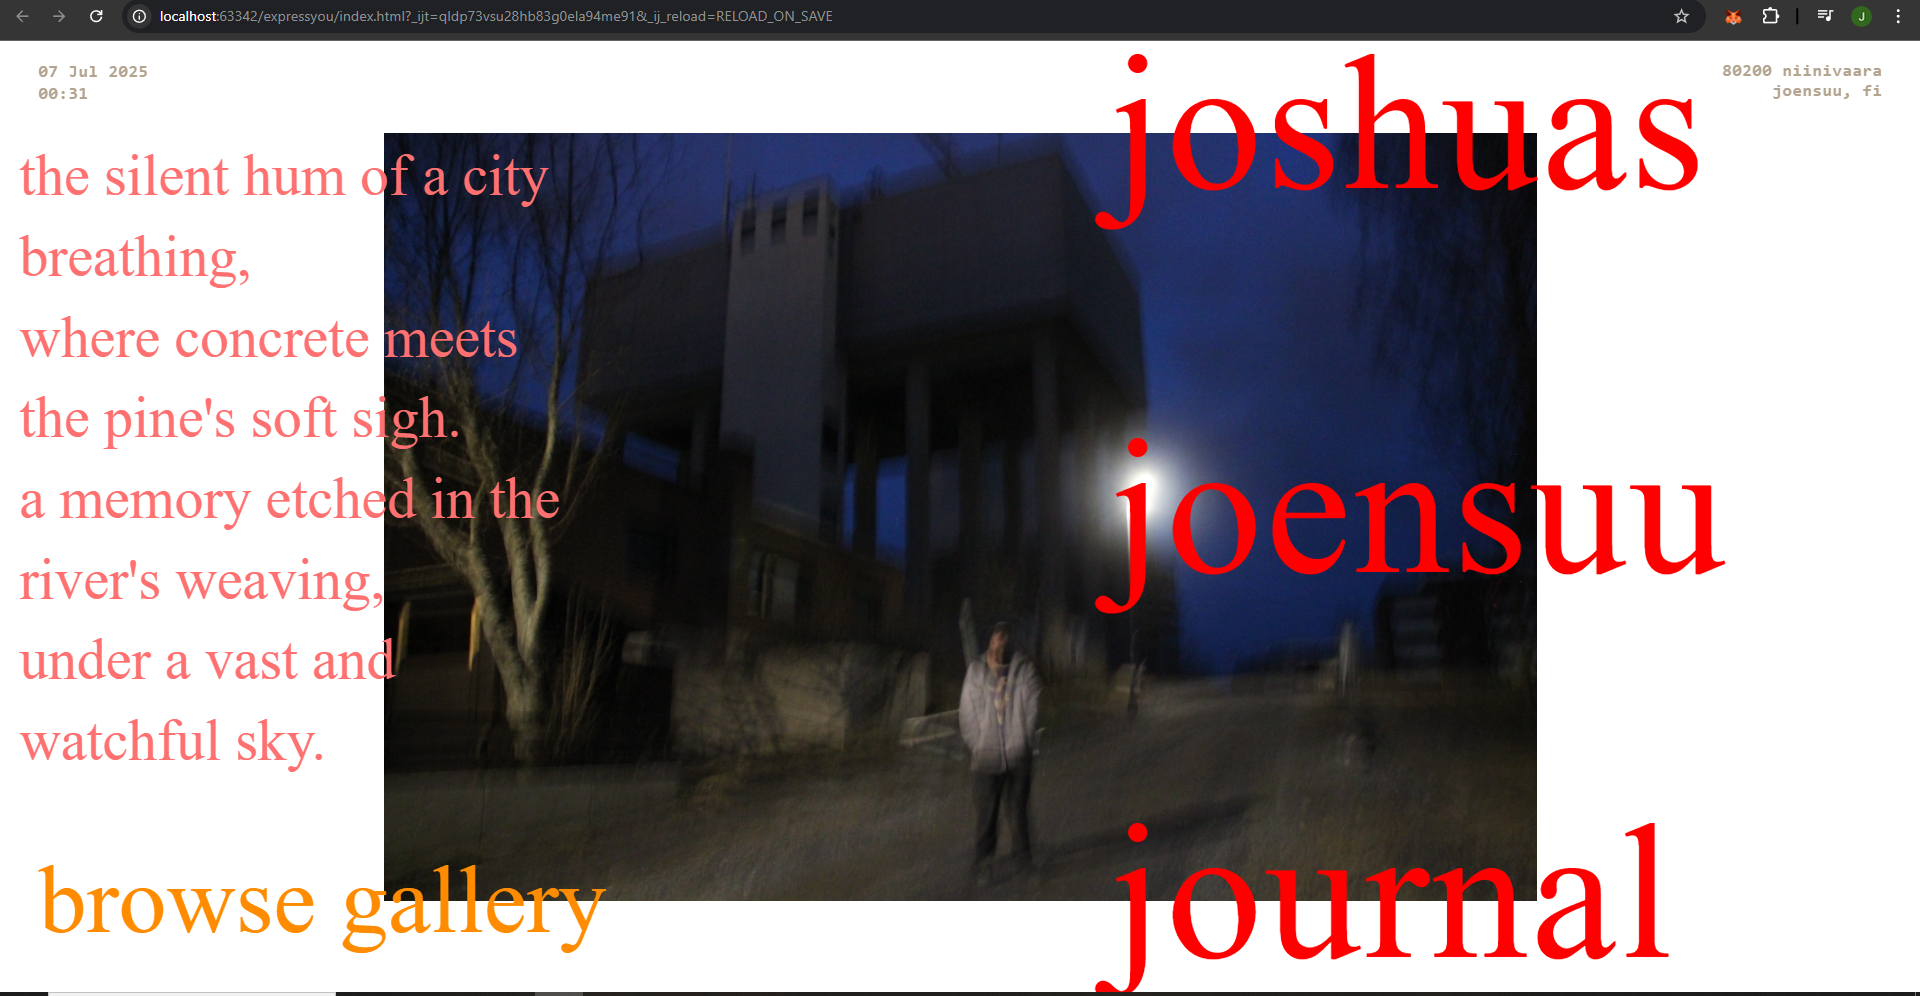 localhost:63342/expressyou/index.html?_ijt=qldp73vsu28hb83g0ela94me91&_ij_reload=RELOAD_ON_SAVE
J
07 Jul 2025
00:31
80200 niinivaara
joensuu, fi
joshuas
joensuu
journal
the silent hum of a city
breathing,
where concrete meets
the pine's soft sigh.
a memory etched in the
river's weaving,
under a vast and
watchful sky.
browse gallery